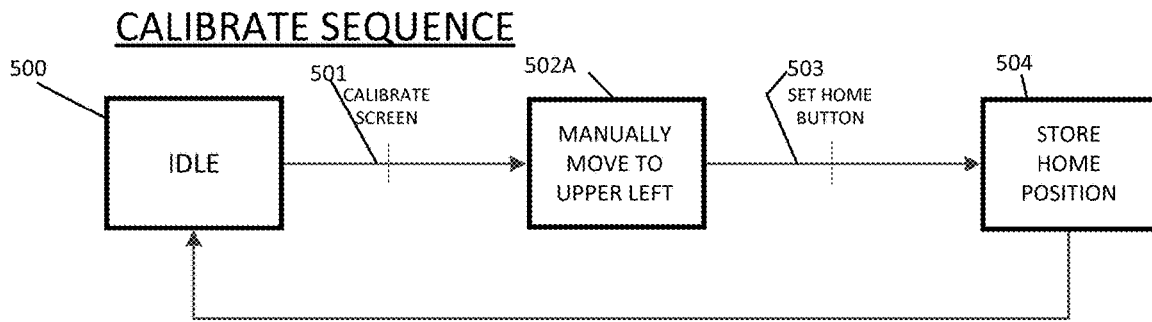 CALIBRATE SEQUENCE
500
501
CALIBRATE
SCREEN
502A
503
SET HOME
BUTTON
504
IDLE
MANUALLY
MOVE TO
UPPER LEFT
STORE
HOME
POSITION